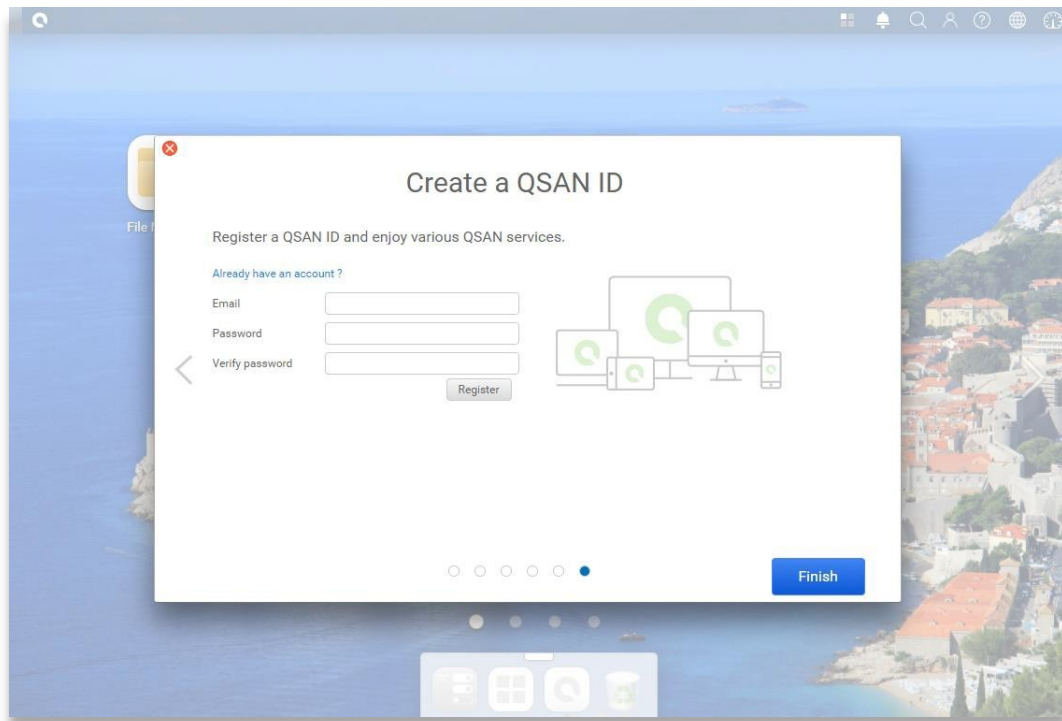 File M
Create a QSAN ID
Register a QSAN ID and enjoy various QSAN services.
Already have an account ?
Email
Password
Verify password
Register
Finish